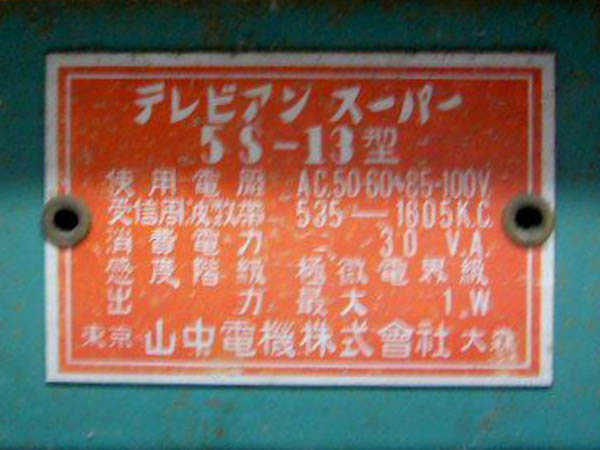 テレビアン スーパー
5S-13型
使用電圧 AC.50 60~85-100V.
受信周波数帯 535—1605K.C.
消費電力 30 V.A.
感度階級 極微電界級
出力 最大 1W
東京 山中電機株式會社 大森